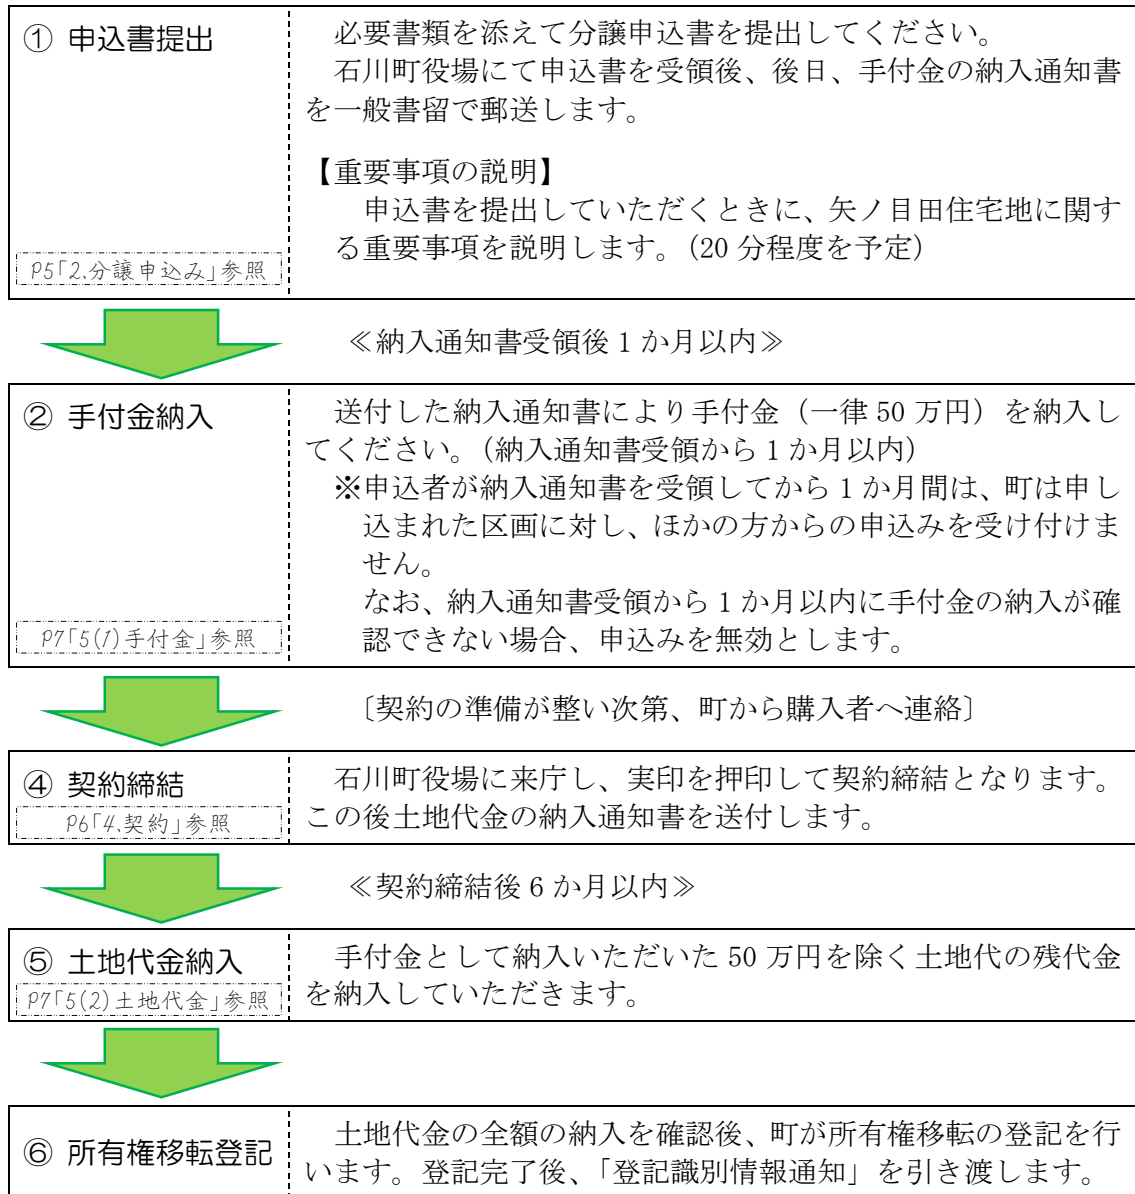 ① 申込書提出
必要書類を添えて分譲申込書を提出してください。
石川町役場にて申込書を受領後、後日、手付金の納入通知書
を一般書留で郵送します。
【重要事項の説明】
申込書を提出していただくときに、矢ノ目田住宅地に関す
る重要事項を説明します。（20 分程度を予定）
P5「2.分譲申込み」参照
≪納入通知書受領後 1 か月以内≫
② 手付金納入
送付した納入通知書により手付金（一律 50 万円）を納入し
てください。（納入通知書受領から 1 か月以内）
※申込者が納入通知書を受領してから 1 か月間は、町は申し
込まれた区画に対し、ほかの方からの申込みを受け付けま
せん。
なお、納入通知書受領から 1 か月以内に手付金の納入が確
認できない場合、申込みを無効とします。
P7「5(1)手付金」参照
〔契約の準備が整い次第、町から購入者へ連絡〕
④ 契約締結
P6「4.契約」参照
石川町役場に来庁し、実印を押印して契約締結となります。
この後土地代金の納入通知書を送付します。
≪契約締結後 6 か月以内≫
⑤ 土地代金納入
P7「5(2)土地代金」参照
手付金として納入いただいた 50 万円を除く土地代の残代金
を納入していただきます。
⑥ 所有権移転登記
土地代金の全額の納入を確認後、町が所有権移転の登記を行
います。登記完了後、「登記識別情報通知」を引き渡します。